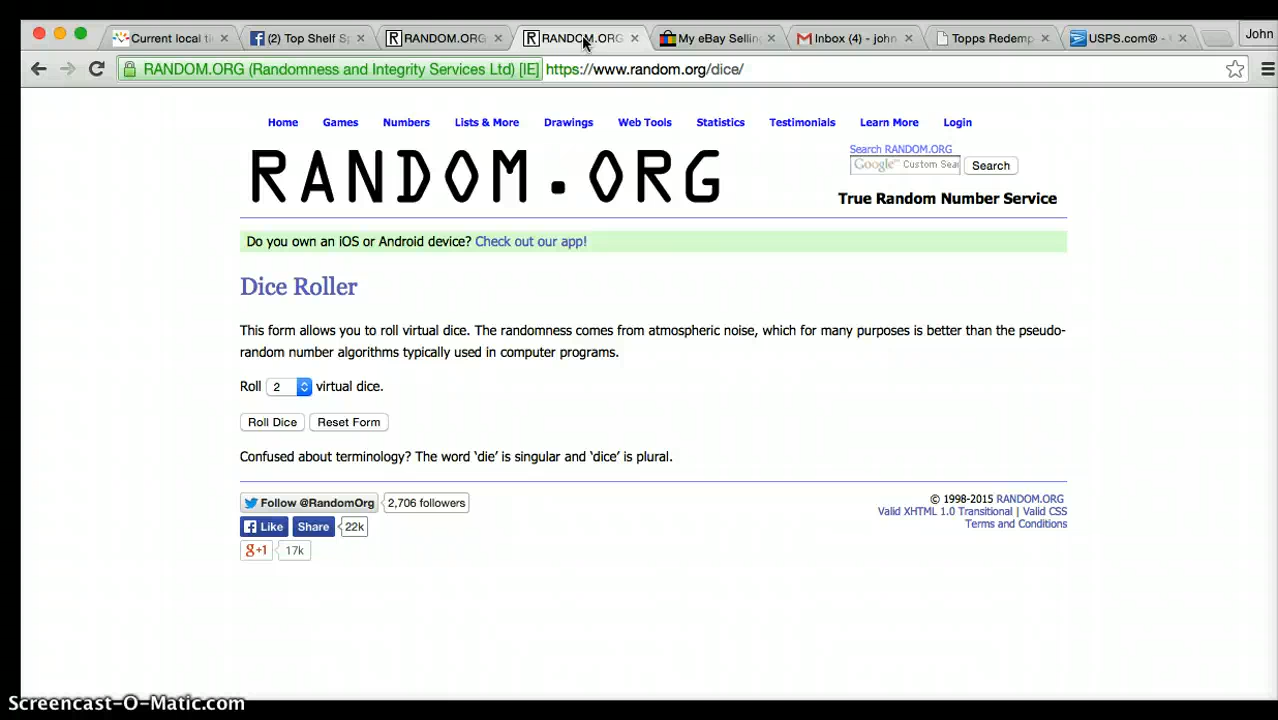 Current local ti
(2) Top Shelf Sp
RANDOM.ORG
RANDOM.ORG
My eBay Selling
Inbox (4) - john
Topps Redemp
USPS.com® -
John
RANDOM.ORG (Randomness and Integrity Services Ltd) [IE]
https://www.random.org/dice/
Home
Games
Numbers
Lists & More
Drawings
Web Tools
Statistics
Testimonials
Learn More
Login
RANDOM.ORG
Search RANDOM.ORG
Google™ Custom Sear
Search
True Random Number Service
Do you own an iOS or Android device? Check out our app!
Dice Roller
This form allows you to roll virtual dice. The randomness comes from atmospheric noise, which for many purposes is better than the pseudo-
random number algorithms typically used in computer programs.
Roll 2 virtual dice.
Roll Dice
Reset Form
Confused about terminology? The word ‘die’ is singular and ‘dice’ is plural.
Follow @RandomOrg
2,706 followers
Like
Share
22k
g+1
17k
© 1998-2015 RANDOM.ORG
Valid XHTML 1.0 Transitional | Valid CSS
Terms and Conditions
Screencast-O-Matic.com